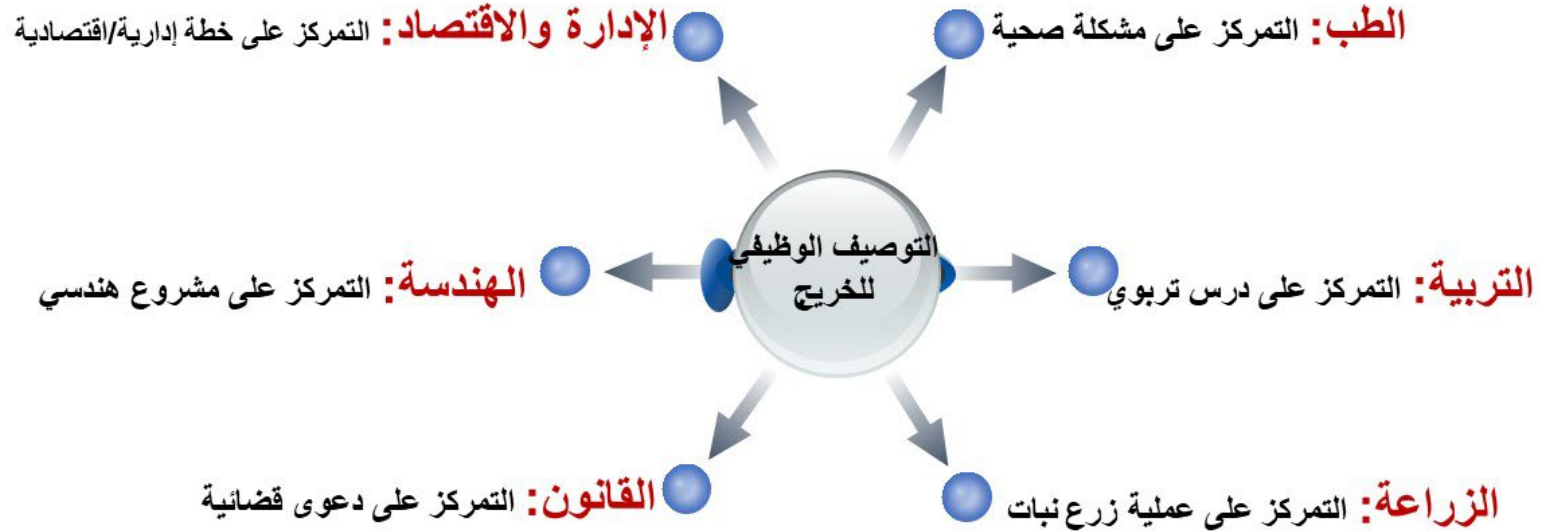 الطب: التمركز على مشكلة صحية
الإدارة والاقتصاد: التمركز على خطة إدارية/اقتصادية
التوصيف الوظيفي
للخريج
التربية: التمركز على درس تربوي
الهندسة: التمركز على مشروع هندسي
الزراعة: التمركز على عملية زرع نبات
القانون: التمركز على دعوى قضائية